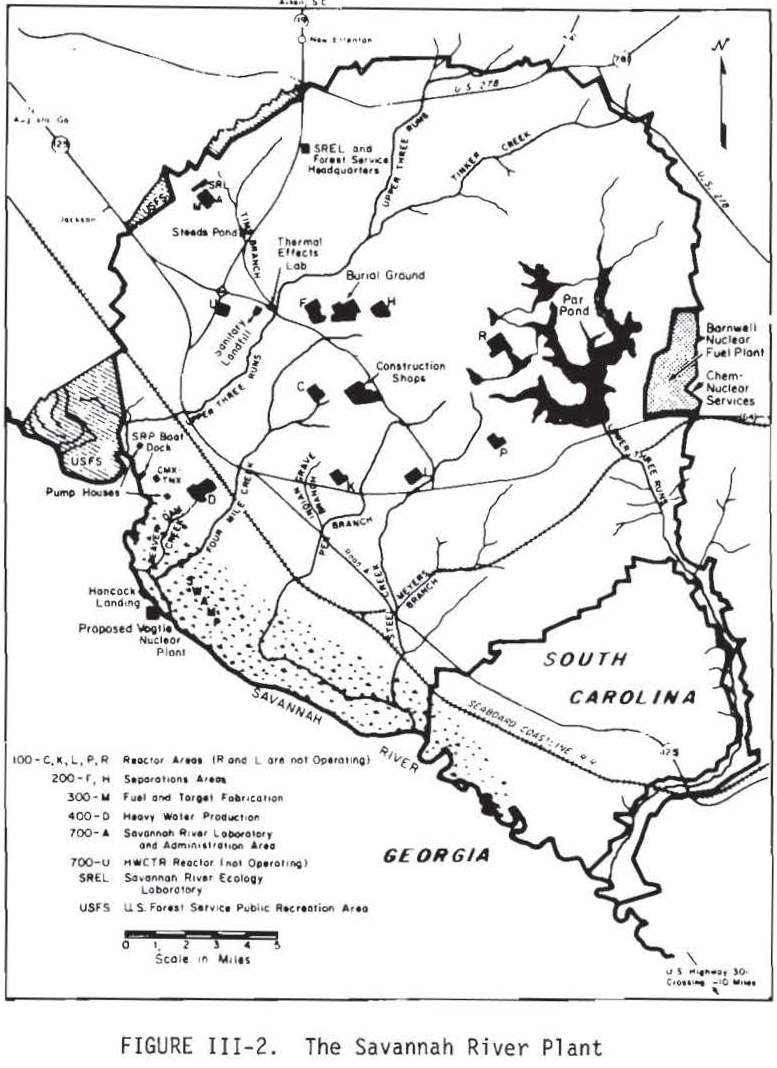 Aiken, S.C.
19
New Ellenton
N
U.S. 278
278
To
Augusta, Ga
125
SREL and
Forest Service
Headquarters
UPPER THREE RUNS
TINKER CREEK
U.S. 278
USFS
SRL
M
A
Jackson
Steeds Pond
TIMS
BRANCH
Thermal
Effects
Lab
Burial Ground
U
F
H
Sanitary
Landfill
Par
Pond
R
Barnwell
Nuclear
Fuel Plant
Chem-
Nuclear
Services
Construction
Shops
C
UPPER THREE RUNS
64
LOWER THREE RUNS
P
USFS
SRP Boat
Dock
CMX-
TNX
Pump Houses
D
K
L
INDIAN GRAVE
BRANCH
PEN BRANCH
FOUR MILE CREEK
BEAVER DAM
CREEK
Road A
STEEL CREEK
MEYERS
BRANCH
Hancock
Landing
SWAMP
Proposed Vogtle
Nuclear
Plant
SAVANNAH
RIVER
SOUTH
CAROLINA
SEABOARD COASTLINE R.R.
125
GEORGIA
100-C, K, L, P, R Reactor Areas (R and L are not Operating)
200-F, H Separations Areas
300-M Fuel and Target Fabrication
400-D Heavy Water Production
700-A Savannah River Laboratory
and Administration Area
700-U HWCTR Reactor (not Operating)
SREL Savannah River Ecology
Laboratory
USFS U.S. Forest Service Public Recreation Area
0 1 2 3 4 5
Scale in Miles
U.S. Highway 301
Crossing ~10 Miles
FIGURE III-2. The Savannah River Plant